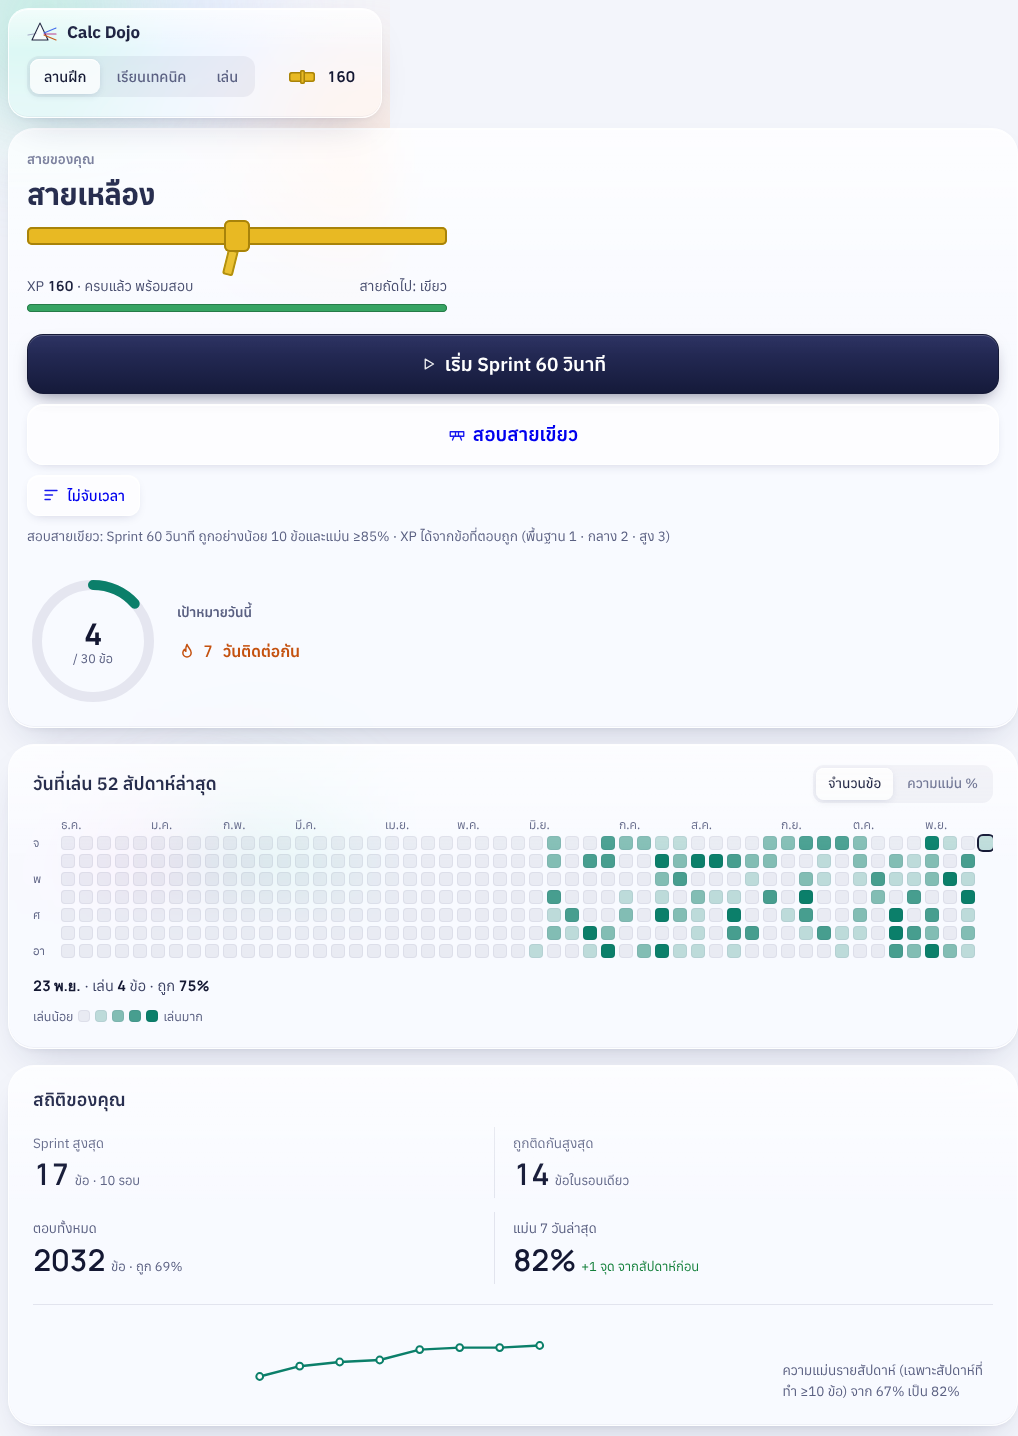 Calc Dojo
ลานฝึก เรียนเทคนิค เล่น 160
สายของคุณ
สายเหลือง
XP 160 · ครบแล้ว พร้อมสอบ สายถัดไป: เขียว
เริ่ม Sprint 60 วินาที
สอบสายเขียว
ไม่จับเวลา
สอบสายเขียว: Sprint 60 วินาที ถูกอย่างน้อย 10 ข้อและแม่น ≥85% · XP ได้จากข้อที่ตอบถูก (พื้นฐาน 1 · กลาง 2 · สูง 3)
4
/ 30 ข้อ
เป้าหมายวันนี้
7 วันติดต่อกัน
วันที่เล่น 52 สัปดาห์ล่าสุด
จำนวนข้อ ความแม่น %
ธ.ค. ม.ค. ก.พ. มี.ค. เม.ย. พ.ค. มิ.ย. ก.ค. ส.ค. ก.ย. ต.ค. พ.ย.
จ
พ
ศ
อา
23 พ.ย. · เล่น 4 ข้อ · ถูก 75%
เล่นน้อย เล่นมาก
สถิติของคุณ
Sprint สูงสุด
17 ข้อ · 10 รอบ
ถูกติดกันสูงสุด
14 ข้อในรอบเดียว
ตอบทั้งหมด
2032 ข้อ · ถูก 69%
แม่น 7 วันล่าสุด
82% +1 จุด จากสัปดาห์ก่อน
ความแม่นรายสัปดาห์ (เฉพาะสัปดาห์ที่
ทำ ≥10 ข้อ) จาก 67% เป็น 82%